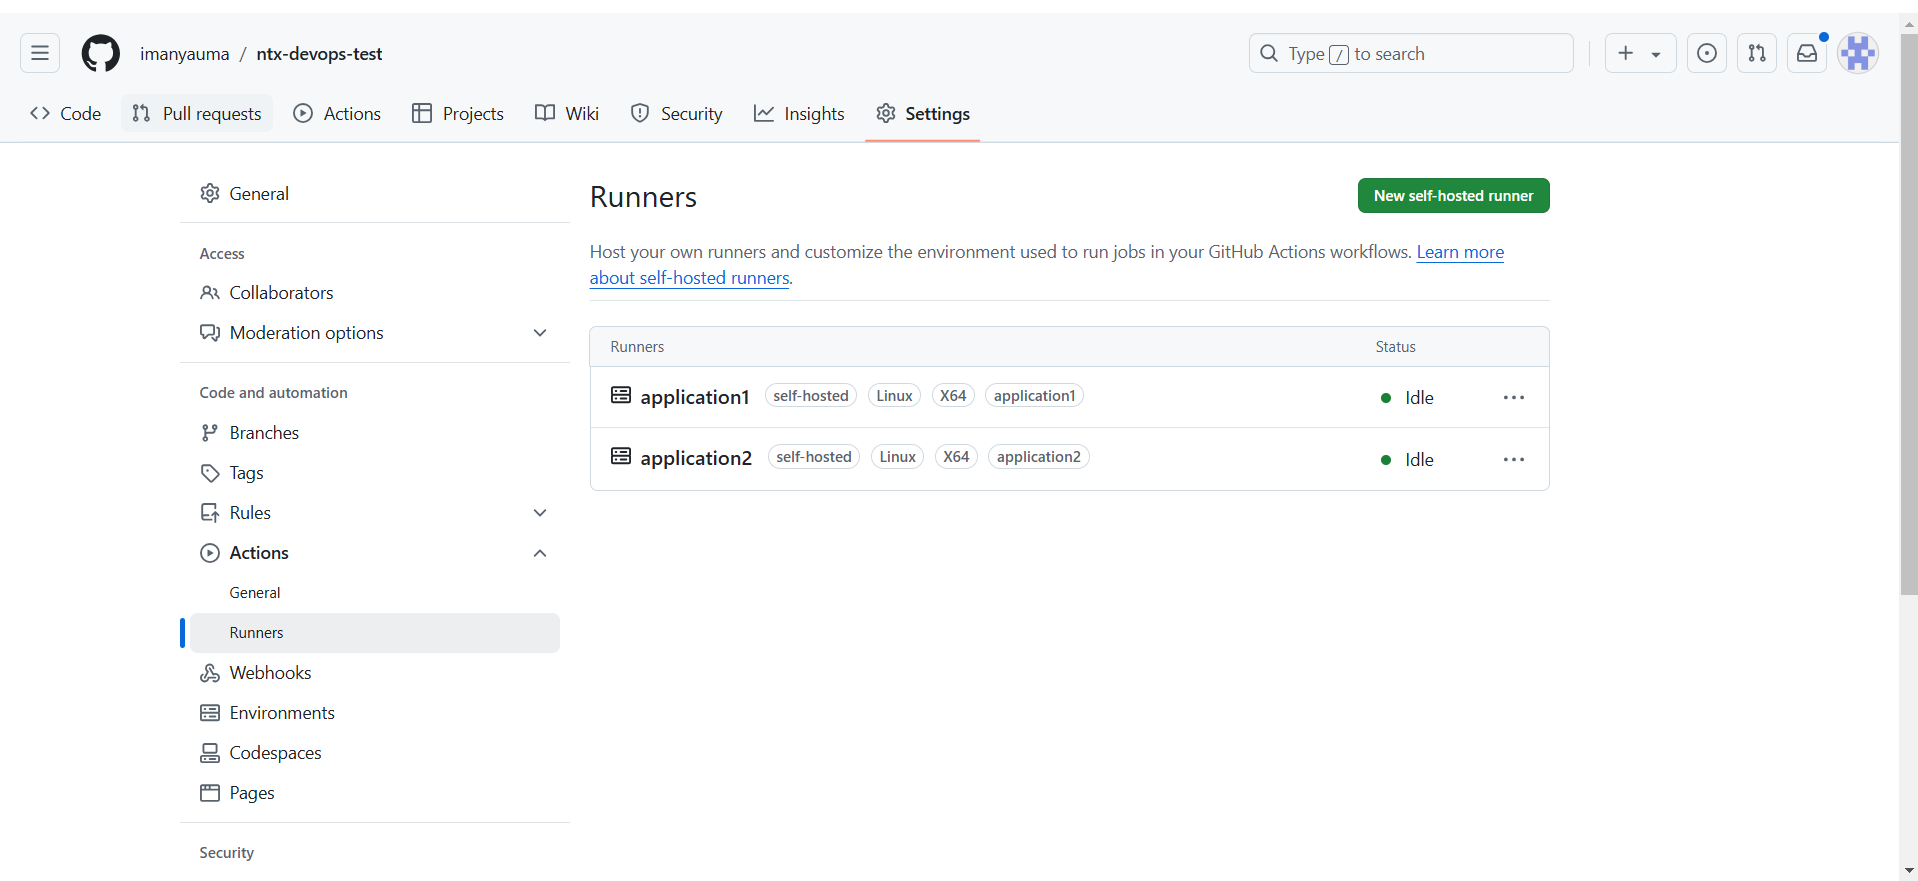 imanyauma / ntx-devops-test
Type / to search
Code
Pull requests
Actions
Projects
Wiki
Security
Insights
Settings
General
Access
Collaborators
Moderation options
Code and automation
Branches
Tags
Rules
Actions
General
Runners
Webhooks
Environments
Codespaces
Pages
Security
Runners
New self-hosted runner
Host your own runners and customize the environment used to run jobs in your GitHub Actions workflows. Learn more
about self-hosted runners.
Runners Status
application1 self-hosted Linux X64 application1 Idle
application2 self-hosted Linux X64 application2 Idle